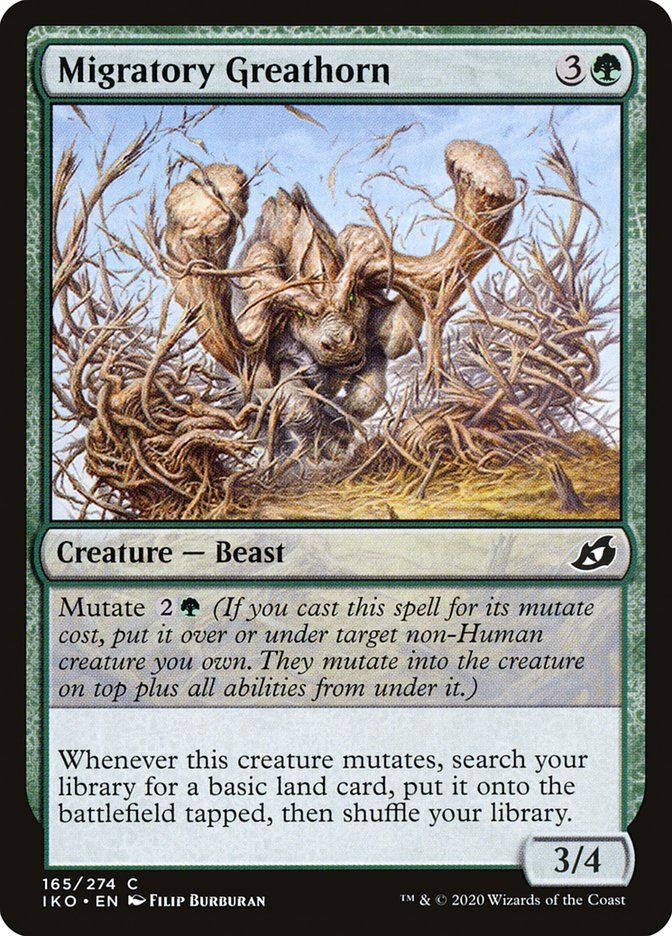 Migratory Greathorn 3
Creature — Beast
Mutate 2 (If you cast this spell for its mutate
cost, put it over or under target non-Human
creature you own. They mutate into the creature
on top plus all abilities from under it.)
Whenever this creature mutates, search your
library for a basic land card, put it onto the
battlefield tapped, then shuffle your library.
3/4
165/274 C
IKO • EN Filip Burburan
™ & © 2020 Wizards of the Coast